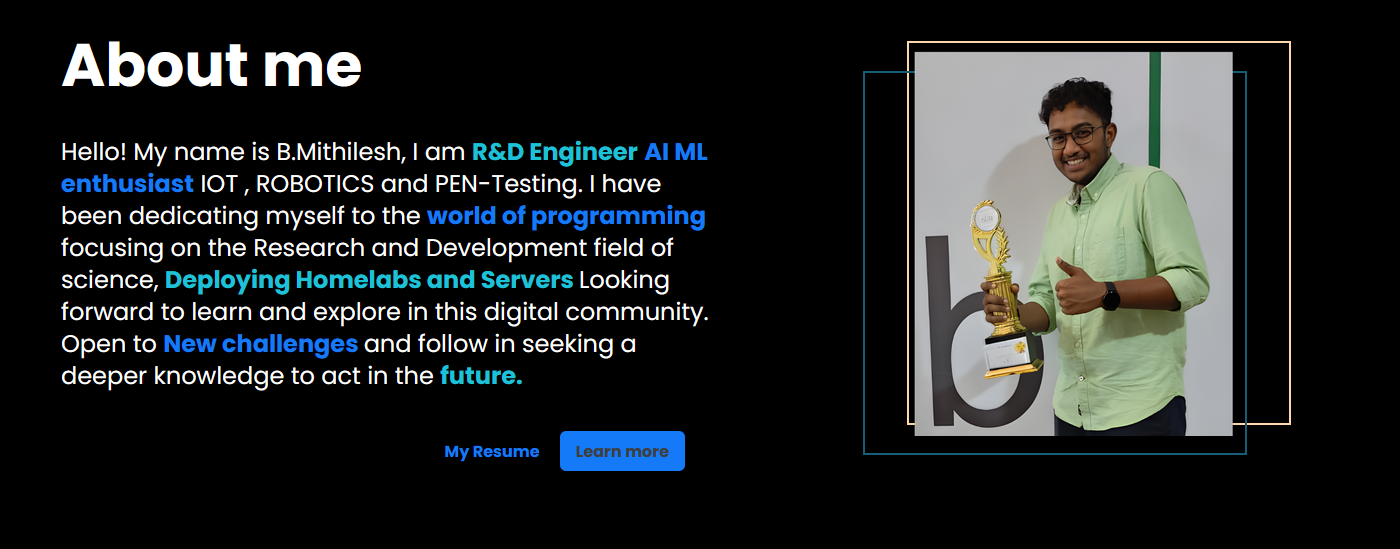 About me
Hello! My name is B.Mithilesh, I am R&D Engineer AI ML
enthusiast IOT , ROBOTICS and PEN-Testing. I have
been dedicating myself to the world of programming
focusing on the Research and Development field of
science, Deploying Homelabs and Servers Looking
forward to learn and explore in this digital community.
Open to New challenges and follow in seeking a
deeper knowledge to act in the future.
My Resume
Learn more
b